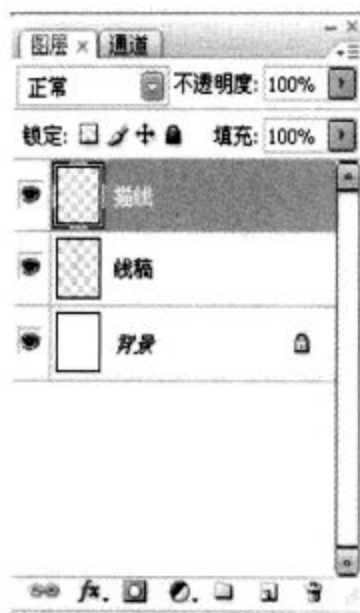 图层 × 通道
正常 不透明度: 100%
锁定: 填充: 100%
描线
线稿
背景
fx.